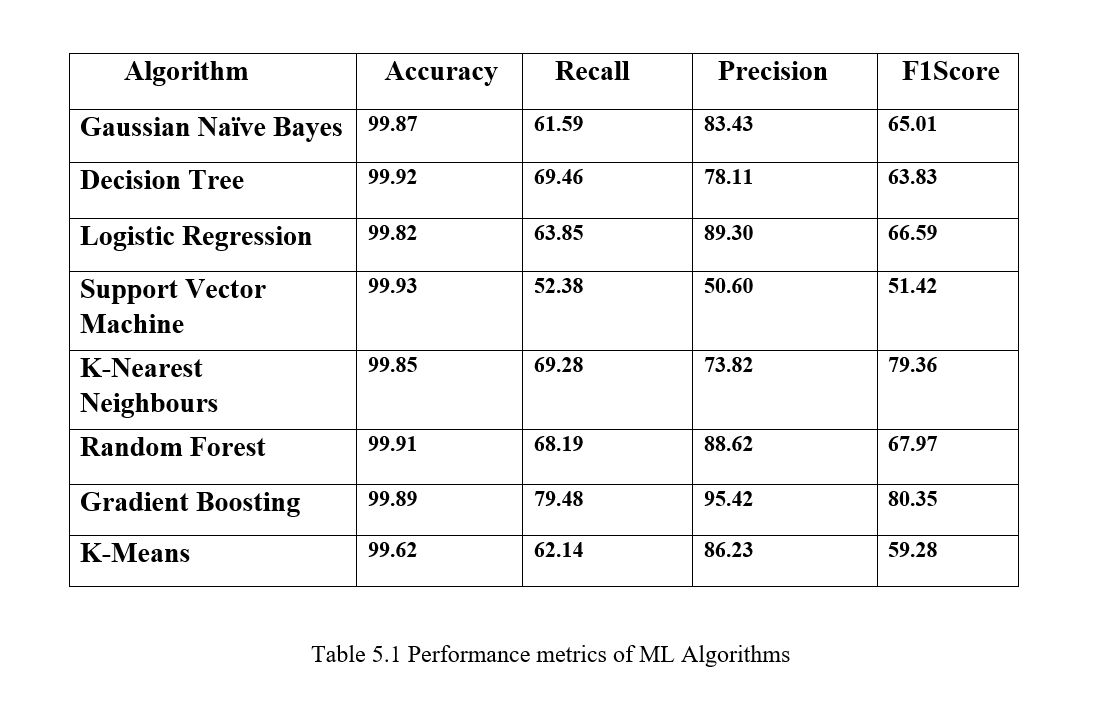 Algorithm Accuracy Recall Precision F1Score
Gaussian Naïve Bayes 99.87 61.59 83.43 65.01
Decision Tree 99.92 69.46 78.11 63.83
Logistic Regression 99.82 63.85 89.30 66.59
Support Vector 99.93 52.38 50.60 51.42
Machine
K-Nearest 99.85 69.28 73.82 79.36
Neighbours
Random Forest 99.91 68.19 88.62 67.97
Gradient Boosting 99.89 79.48 95.42 80.35
K-Means 99.62 62.14 86.23 59.28
Table 5.1 Performance metrics of ML Algorithms